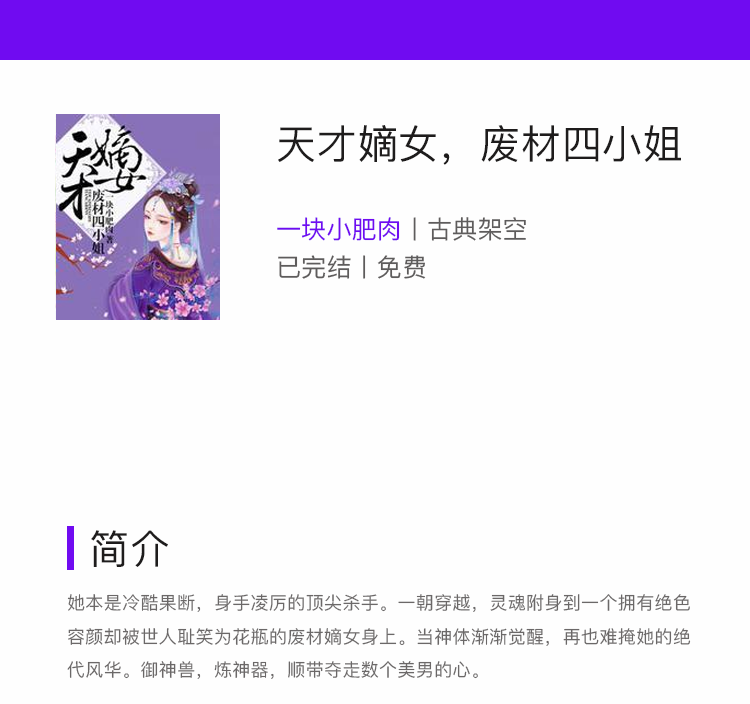 天才嫡女
废材四小姐
一块小肥肉 著
天才嫡女，废材四小姐
一块小肥肉丨古典架空
已完结丨免费
简介
她本是冷酷果断，身手凌厉的顶尖杀手。一朝穿越，灵魂附身到一个拥有绝色
容颜却被世人耻笑为花瓶的废材嫡女身上。当神体渐渐觉醒，再也难掩她的绝
代风华。御神兽，炼神器，顺带夺走数个美男的心。